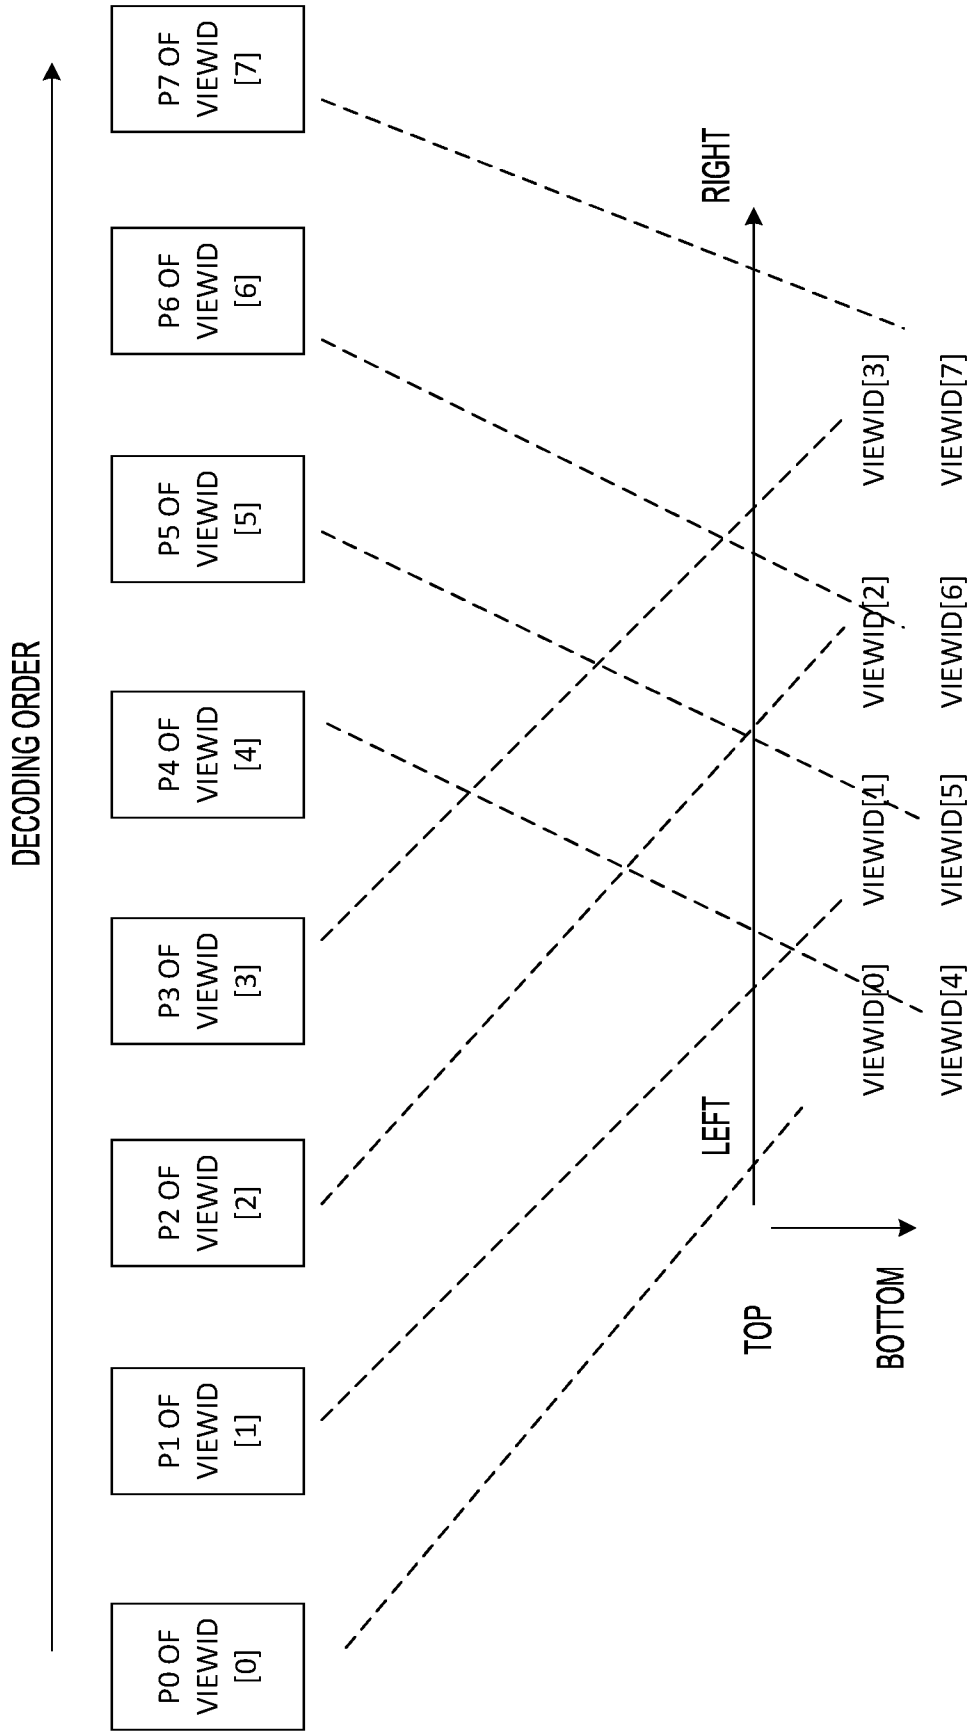 DECODING ORDER
P0 OF
VIEWID
[0]
P1 OF
VIEWID
[1]
P2 OF
VIEWID
[2]
P3 OF
VIEWID
[3]
P4 OF
VIEWID
[4]
P5 OF
VIEWID
[5]
P6 OF
VIEWID
[6]
P7 OF
VIEWID
[7]
LEFT
RIGHT
TOP
BOTTOM
VIEWID[0]
VIEWID[1]
VIEWID[2]
VIEWID[3]
VIEWID[4]
VIEWID[5]
VIEWID[6]
VIEWID[7]